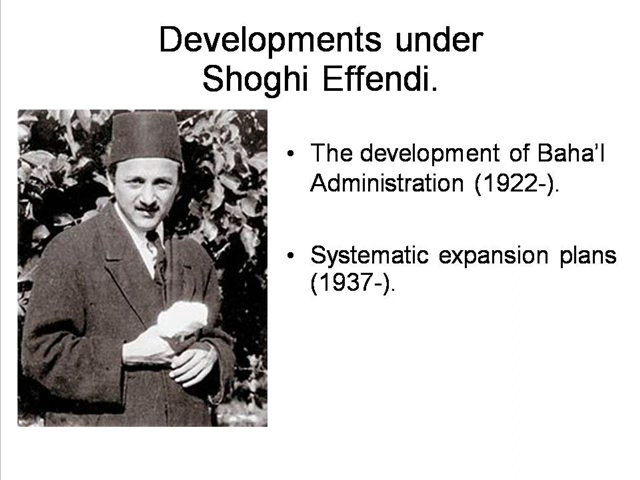 Developments under
Shoghi Effendi.
• The development of Baha'I
Administration (1922-).
• Systematic expansion plans
(1937-).